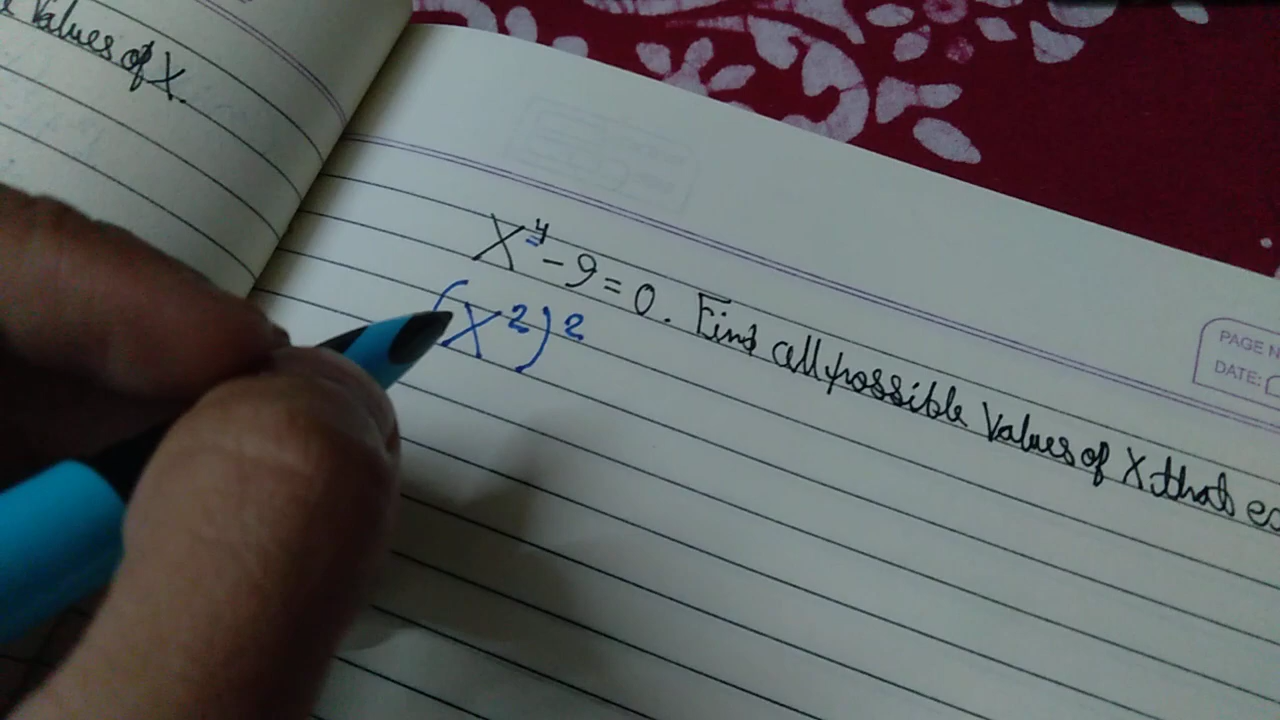 Values of X.
X⁴ - 9 = 0. Find all possible Values of X that
(X²)²
PAGE N
DATE: